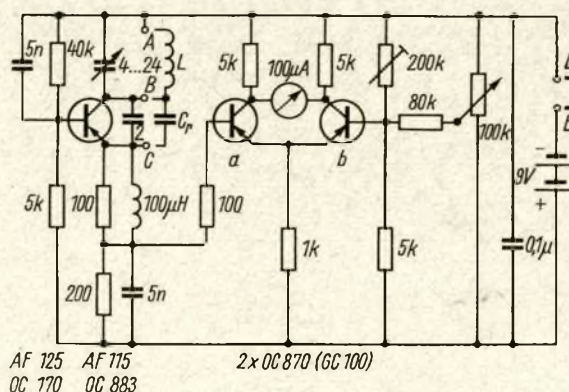 5n
40k
A
4...24
L
B
2
Cr
C
5k
100
100µH
200
5n
100
5k
100µA
5k
a
b
1k
200k
80k
100k
5k
0,1µ
9V
−
+
AF 125 AF 115
OC 170 OC 883
2 x OC 870 (GC 100)